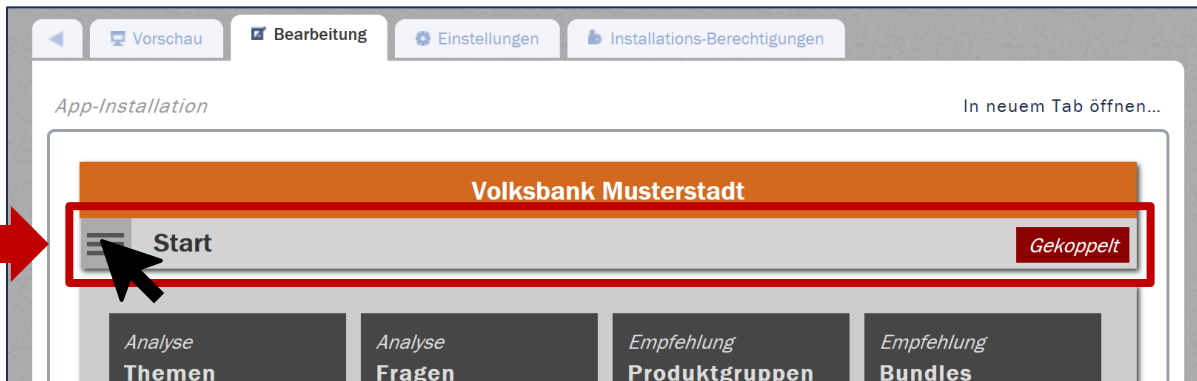 Vorschau
Bearbeitung
Einstellungen
Installations-Berechtigungen
App-Installation
In neuem Tab öffnen...
Volksbank Musterstadt
Start
Gekoppelt
Analyse
Themen
Analyse
Fragen
Empfehlung
Produktgruppen
Empfehlung
Bundles